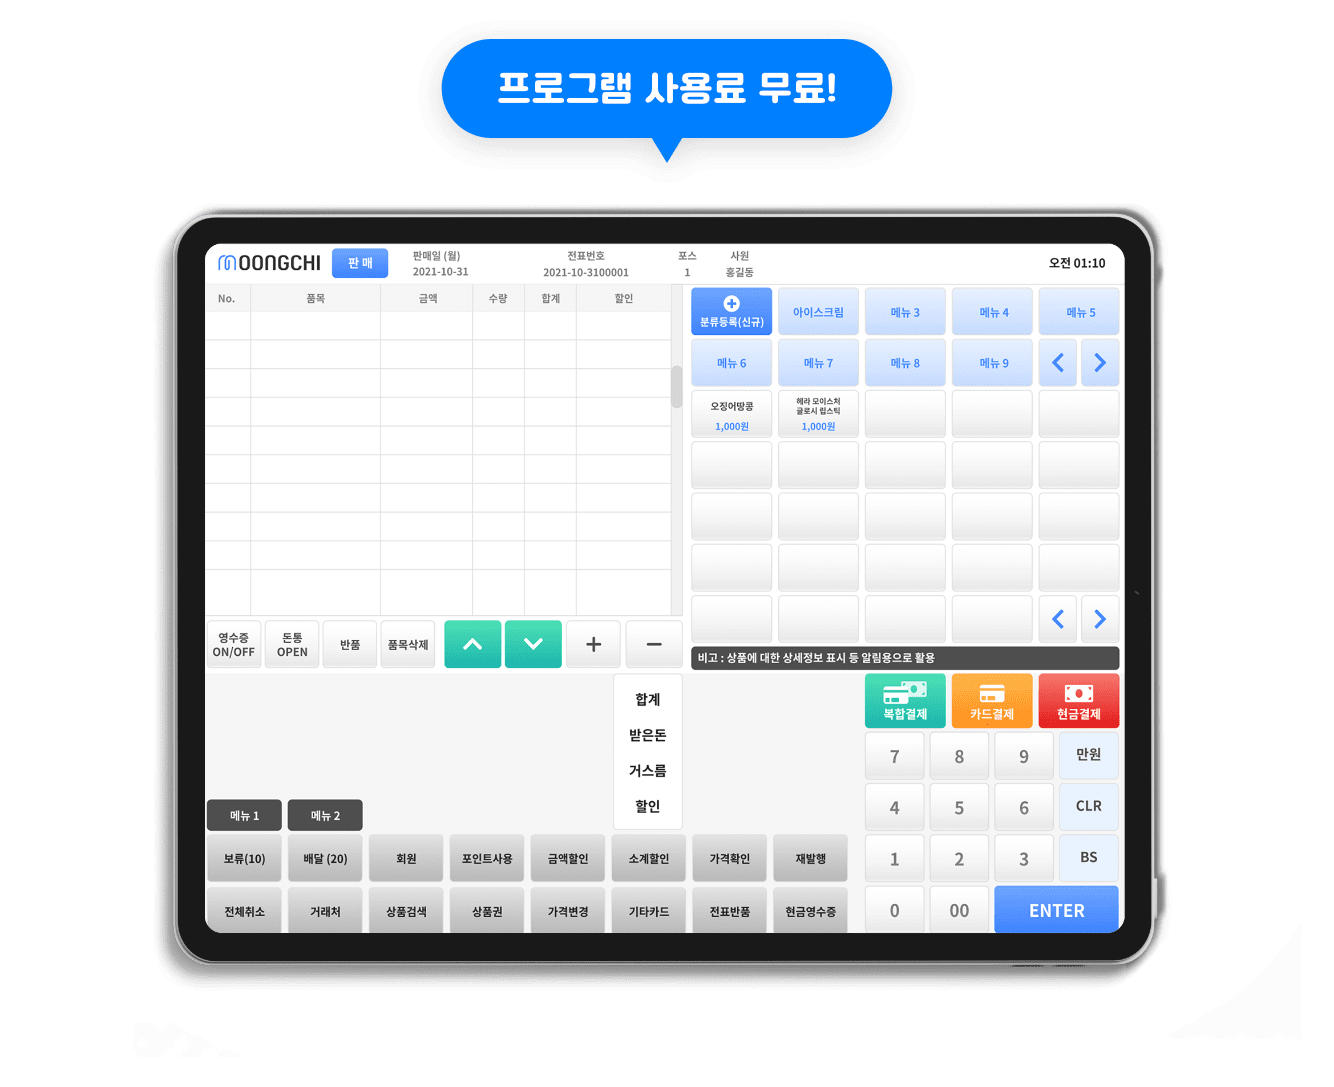 프로그램 사용료 무료!
MOONGCHI
판 매
판매일 (월)
2021-10-31
전표번호
2021-10-3100001
포스
1
사원
홍길동
오전 01:10
No.
품목
금액
수량
합계
할인
분류등록(신규)
아이스크림
메뉴 3
메뉴 4
메뉴 5
메뉴 6
메뉴 7
메뉴 8
메뉴 9
오징어땅콩
1,000원
헤라 모이스처
글로시 립스틱
1,000원
영수증
ON/OFF
돈통
OPEN
반품
품목삭제
비고 : 상품에 대한 상세정보 표시 등 알림용으로 활용
합계
받은돈
거스름
할인
복합결제
카드결제
현금결제
7
8
9
만원
4
5
6
CLR
1
2
3
BS
0
00
ENTER
메뉴 1
메뉴 2
보류(10)
배달 (20)
회원
포인트사용
금액할인
소계할인
가격확인
재발행
전체취소
거래처
상품검색
상품권
가격변경
기타카드
전표반품
현금영수증